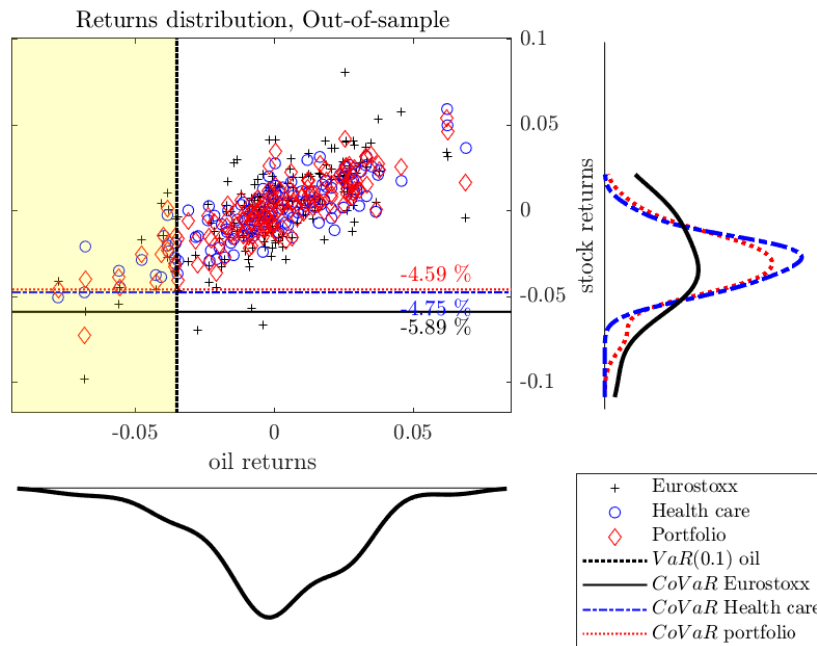 Returns distribution, Out-of-sample
0.1
0.05
0
-0.05
-0.1
stock returns
-4.59 %
-4.75 %
-5.89 %
-0.05 0 0.05
oil returns
Eurostoxx
Health care
Portfolio
VaR(0.1) oil
CoVaR Eurostoxx
CoVaR Health care
CoVaR portfolio